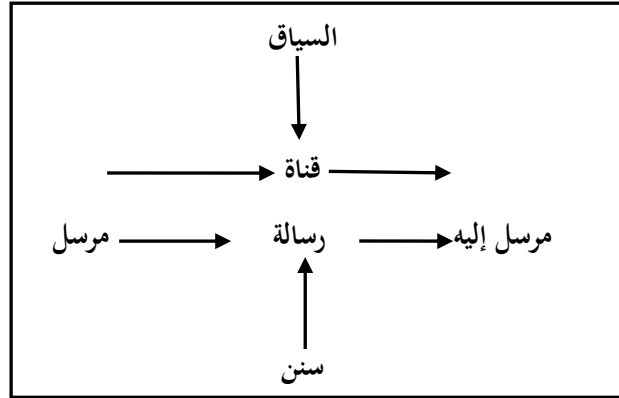 السياق
قناة
مرسل رسالة مرسل إليه
سنن